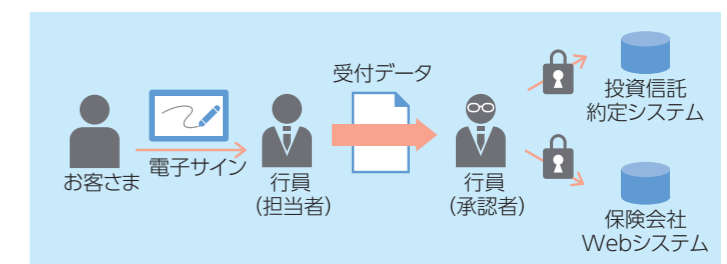 受付データ
投資信託
約定システム
お客さま
電子サイン
行員
(担当者)
行員
(承認者)
保険会社
Webシステム